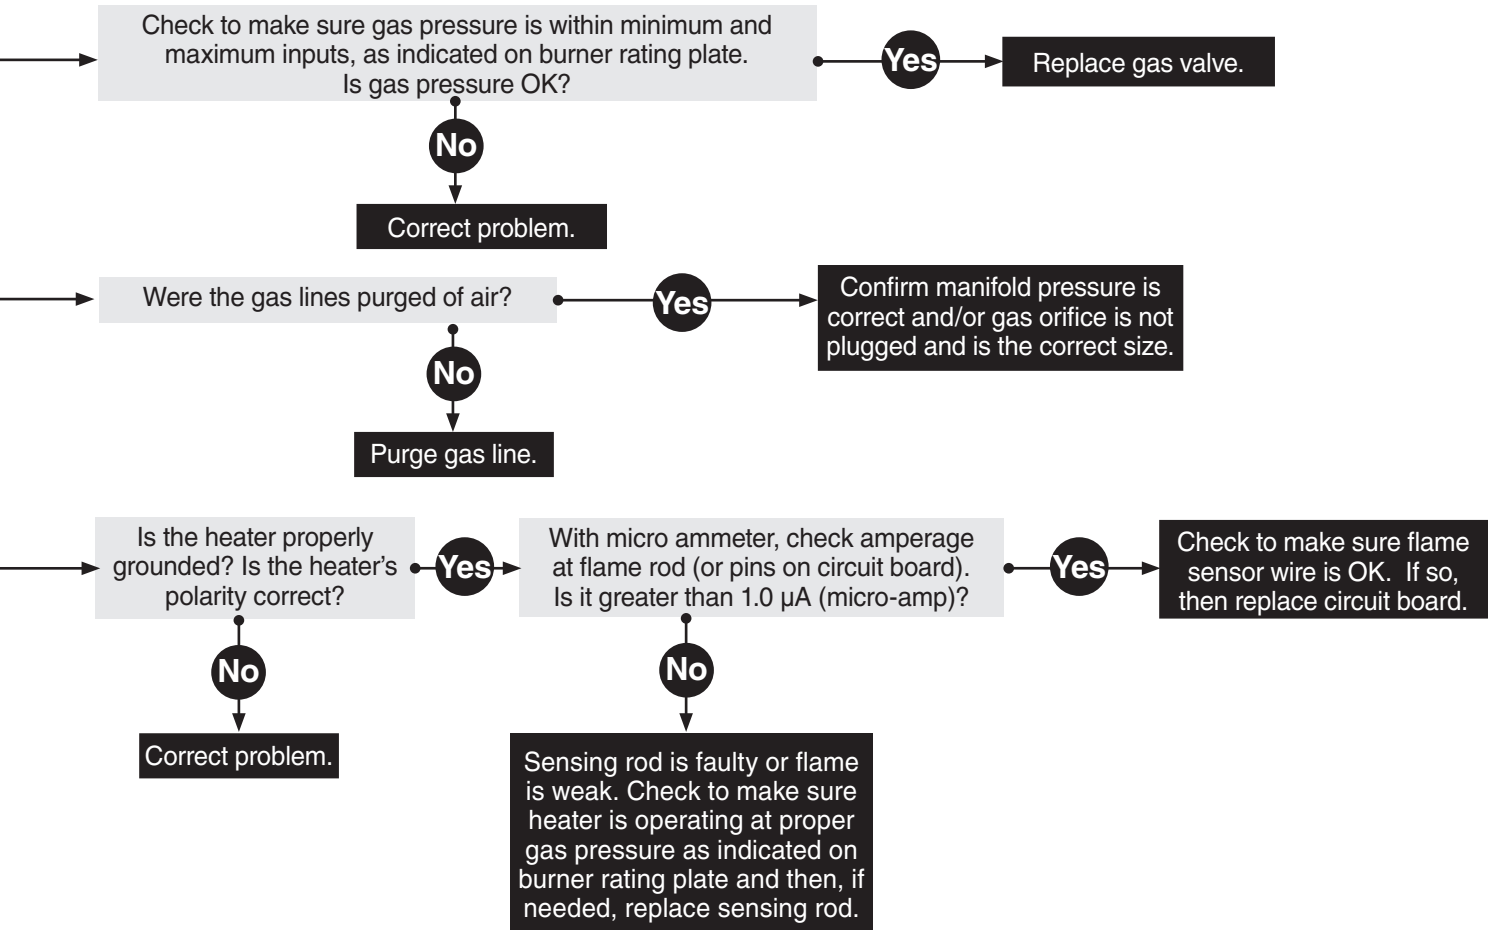 Check to make sure gas pressure is within minimum and
maximum inputs, as indicated on burner rating plate.
Is gas pressure OK?
Yes
Replace gas valve.
No
Correct problem.
Were the gas lines purged of air?
Yes
Confirm manifold pressure is
correct and/or gas orifice is not
plugged and is the correct size.
No
Purge gas line.
Is the heater properly
grounded? Is the heater's
polarity correct?
Yes
With micro ammeter, check amperage
at flame rod (or pins on circuit board).
Is it greater than 1.0 µA (micro-amp)?
Yes
Check to make sure flame
sensor wire is OK.  If so,
then replace circuit board.
No
Correct problem.
No
Sensing rod is faulty or flame
is weak. Check to make sure
heater is operating at proper
gas pressure as indicated on
burner rating plate and then, if
needed, replace sensing rod.